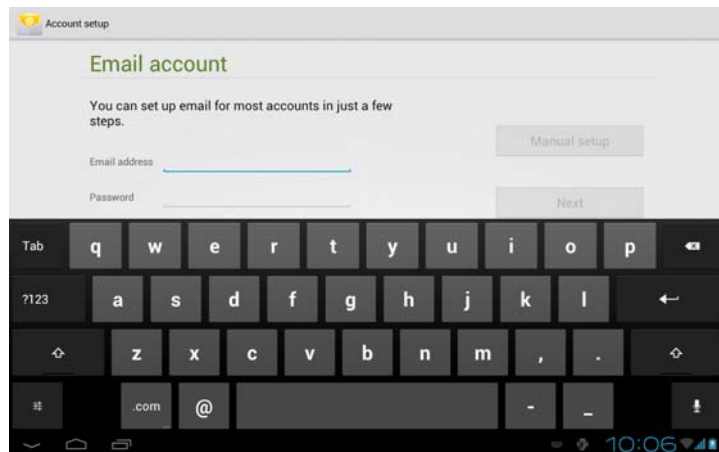 Account setup
Email account
You can set up email for most accounts in just a few
steps.
Manual setup
Email address
Password
Next
Tab q w e r t y u i o p
?123 a s d f g h j k l
z x c v b n m , .
.com @ - _
10:06